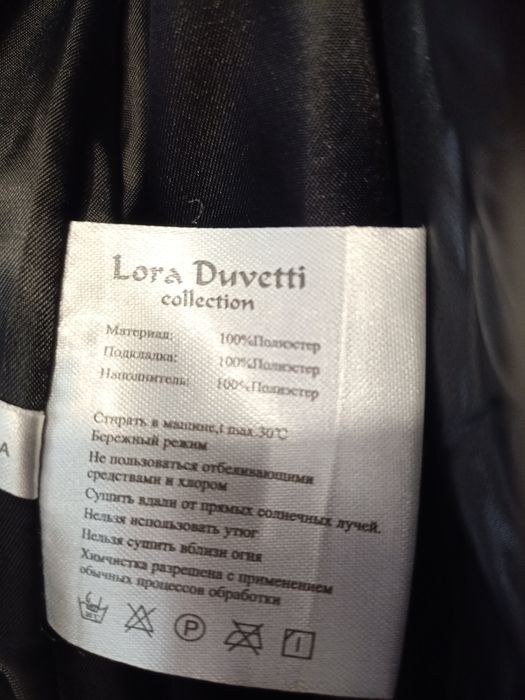 Lora Duvetti
collection
Материал: 100%Полиэстер
Подкладка: 100%Полиэстер
Наполнитель: 100%Полиэстер
Стирать в машине,t max.30℃
Бережный режим
Не пользоваться отбеливающими
средствами и хлором
Сушить вдали от прямых солнечных лучей.
Нельзя использовать утюг
Нельзя сушить вблизи огня
Химчистка разрешена с применением
обычных процессов обработки
P
A